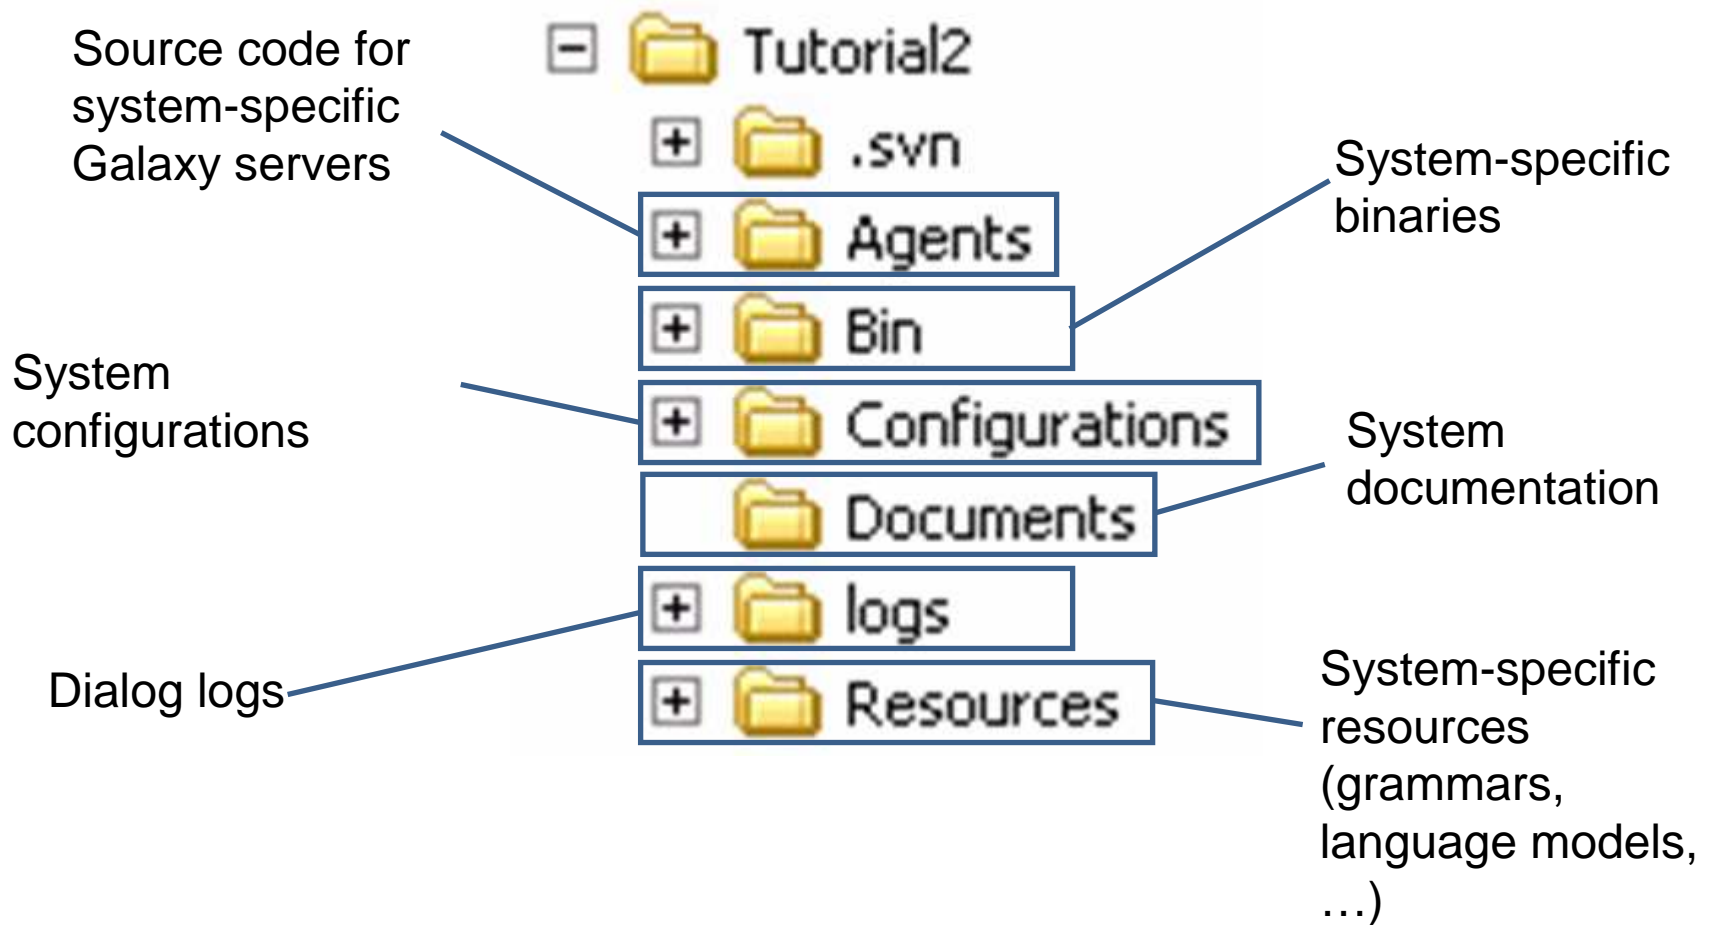 Source code for
system-specific
Galaxy servers
System
configurations
Dialog logs
Tutorial2
.svn
Agents
Bin
Configurations
Documents
logs
Resources
System-specific
binaries
System
documentation
System-specific
resources
(grammars,
language models,
…)